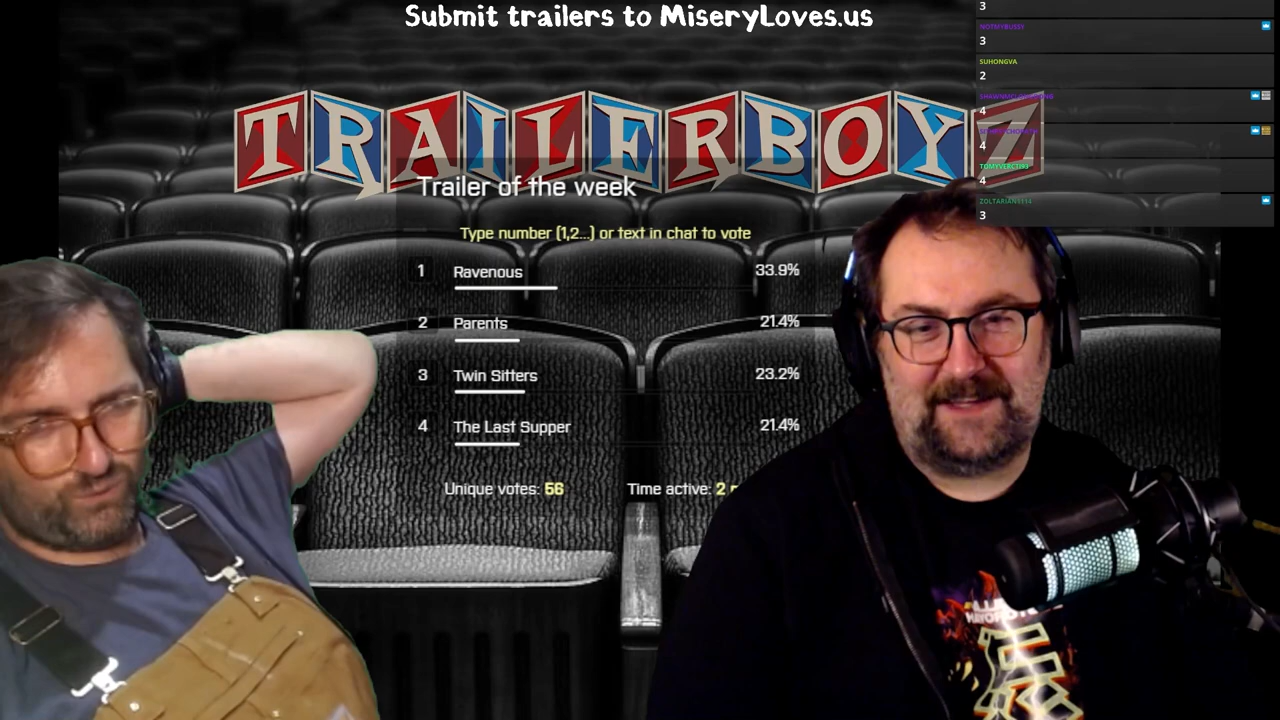 Submit trailers to MiseryLoves.us
TRAILERBOYZ
Trailer of the week
Type number (1,2...) or text in chat to vote
1 Ravenous 33.9%
2 Parents 21.4%
3 Twin Sitters 23.2%
4 The Last Supper 21.4%
Unique votes: 56 Time active: 2
3
NOTMYBUSSY
3
SUHONGVA
2
4
4
4
3